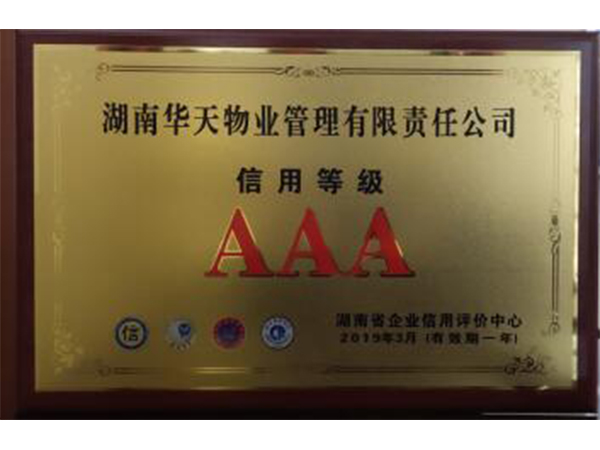 湖南华天物业管理有限责任公司
信用等级
AAA
信
湖南省企业信用评价中心
2019年3月(有效期一年)